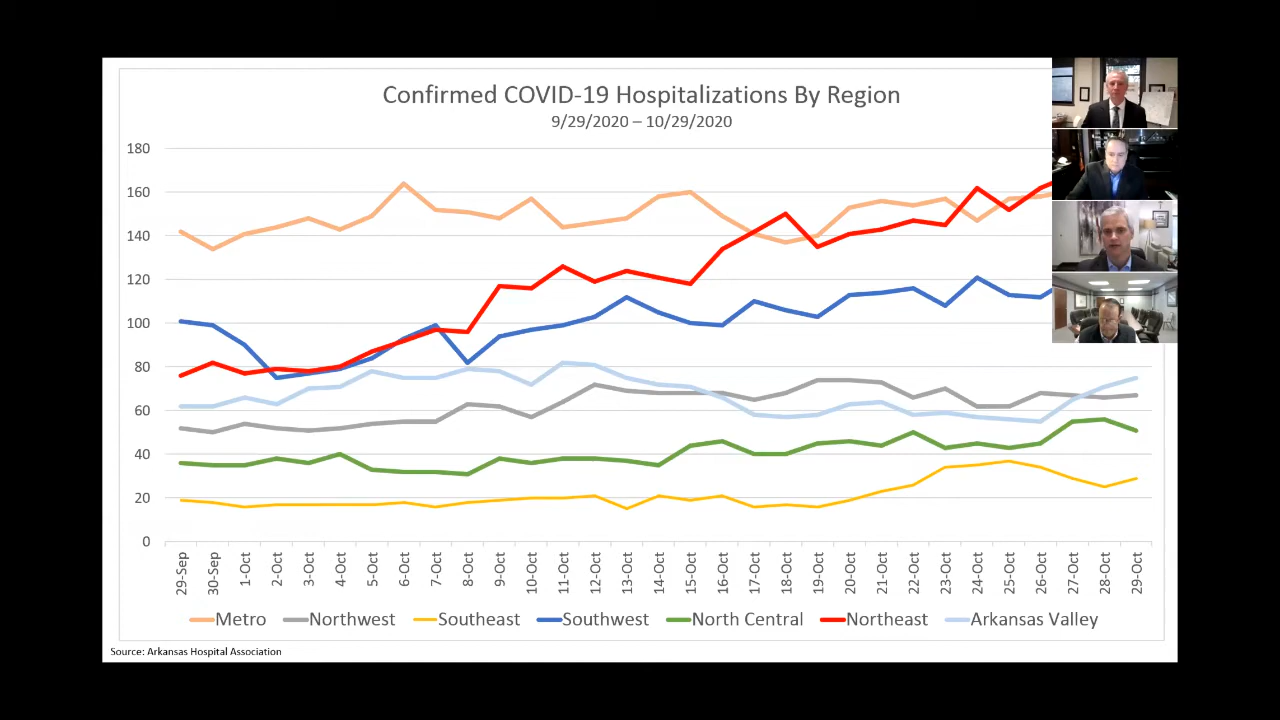 Confirmed COVID-19 Hospitalizations By Region
9/29/2020 – 10/29/2020
180
160
140
120
100
80
60
40
20
0
29-Sep 30-Sep 1-Oct 2-Oct 3-Oct 4-Oct 5-Oct 6-Oct 7-Oct 8-Oct 9-Oct 10-Oct 11-Oct 12-Oct 13-Oct 14-Oct 15-Oct 16-Oct 17-Oct 18-Oct 19-Oct 20-Oct 21-Oct 22-Oct 23-Oct 24-Oct 25-Oct 26-Oct 27-Oct 28-Oct 29-Oct
Metro Northwest Southeast Southwest North Central Northeast Arkansas Valley
Source: Arkansas Hospital Association